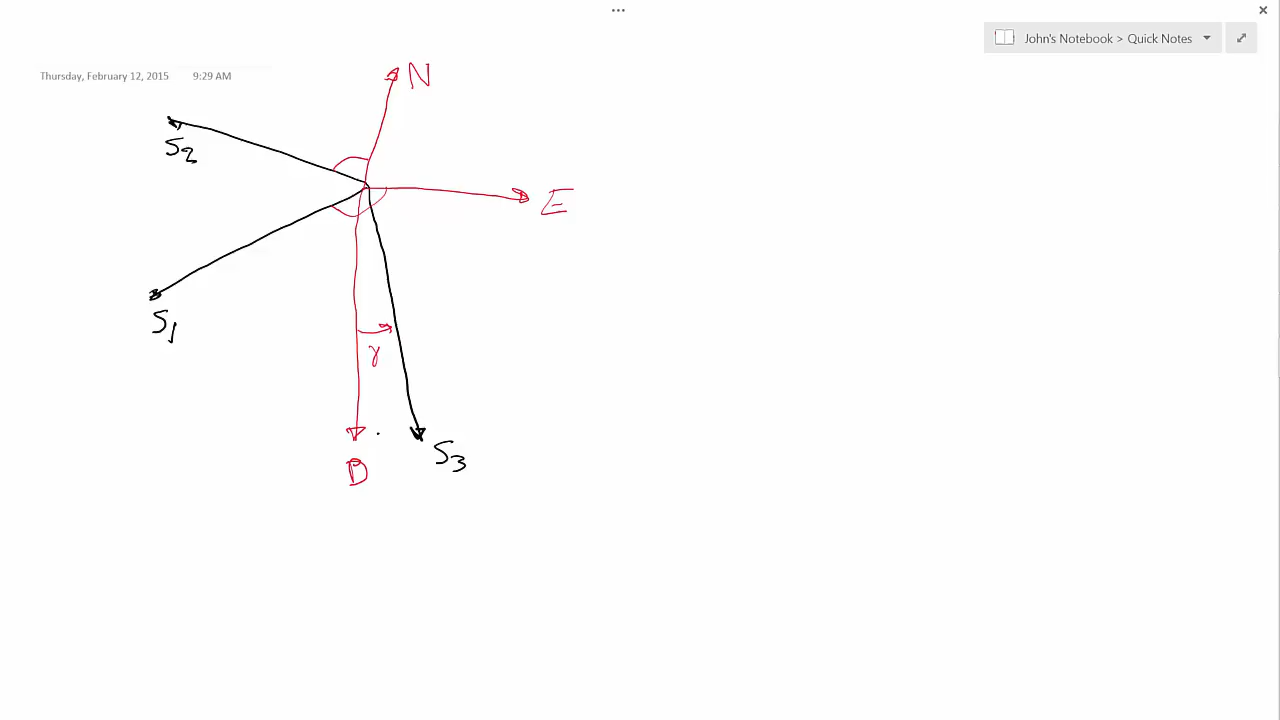 ...
John's Notebook > Quick Notes
Thursday, February 12, 2015 9:29 AM
N
S2
E
S1
γ
S3
D